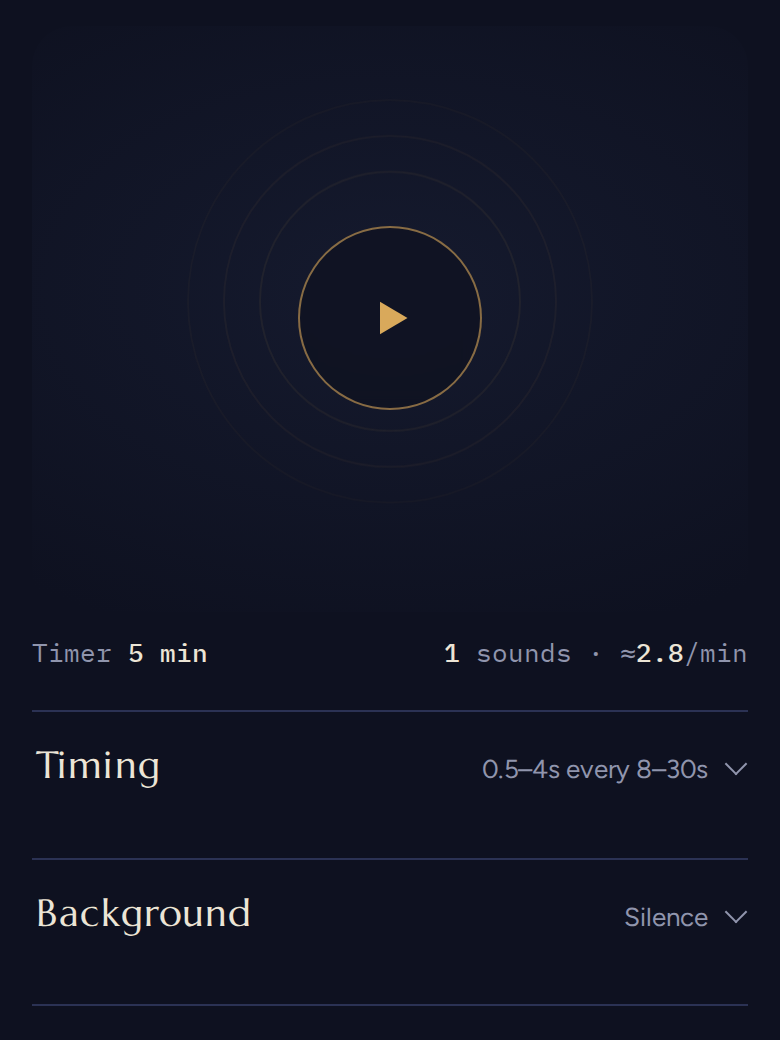 Timer 5 min 1 sounds · ≈2.8/min
Timing 0.5–4s every 8–30s
Background Silence